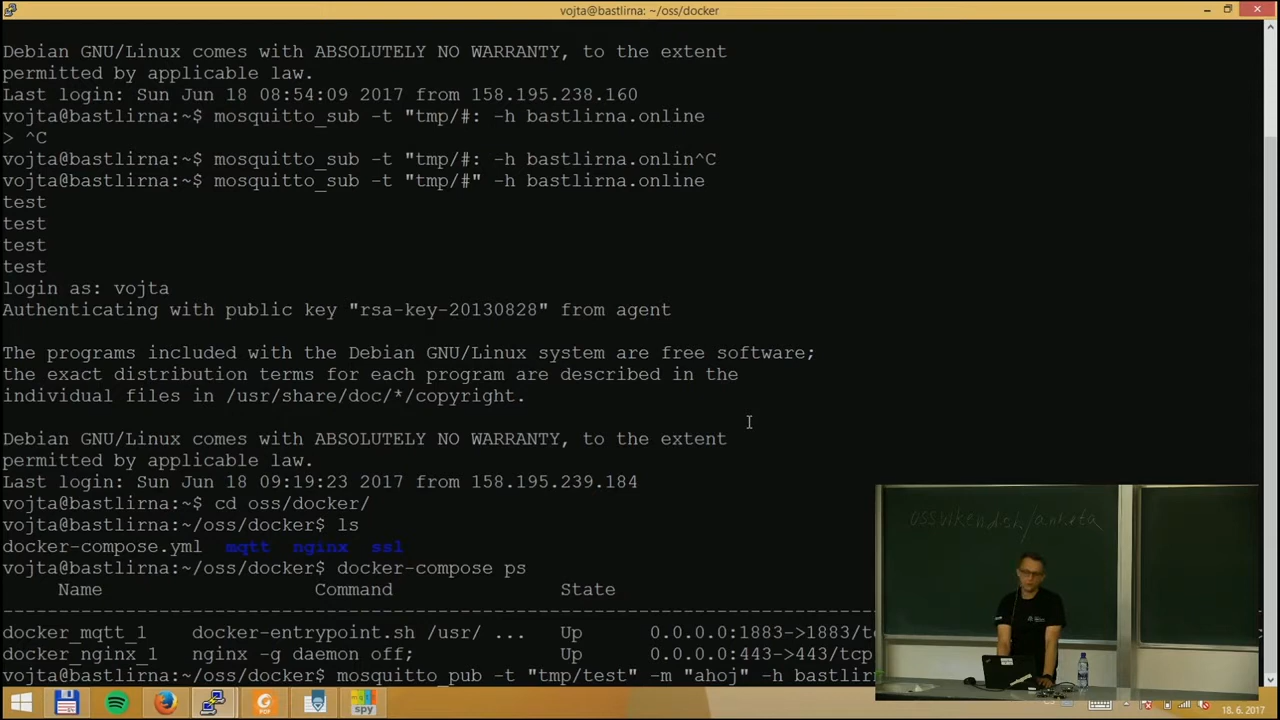 vojta@bastlirna: ~/oss/docker
Debian GNU/Linux comes with ABSOLUTELY NO WARRANTY, to the extent
permitted by applicable law.
Last login: Sun Jun 18 08:54:09 2017 from 158.195.238.160
vojta@bastlirna:~$ mosquitto_sub -t "tmp/#: -h bastlirna.online
> ^C
vojta@bastlirna:~$ mosquitto_sub -t "tmp/#: -h bastlirna.onlin^C
vojta@bastlirna:~$ mosquitto_sub -t "tmp/#" -h bastlirna.online
test
test
test
test
login as: vojta
Authenticating with public key "rsa-key-20130828" from agent
The programs included with the Debian GNU/Linux system are free software;
the exact distribution terms for each program are described in the
individual files in /usr/share/doc/*/copyright.
Debian GNU/Linux comes with ABSOLUTELY NO WARRANTY, to the extent
permitted by applicable law.
Last login: Sun Jun 18 09:19:23 2017 from 158.195.239.184
vojta@bastlirna:~$ cd oss/docker/
vojta@bastlirna:~/oss/docker$ ls
docker-compose.yml mqtt nginx ssl
vojta@bastlirna:~/oss/docker$ docker-compose ps
Name Command State
docker_mqtt_1 docker-entrypoint.sh /usr/ ... Up 0.0.0.0:1883->1883/t
docker_nginx_1 nginx -g daemon off; Up 0.0.0.0:443->443/tcp
vojta@bastlirna:~/oss/docker$ mosquitto_pub -t "tmp/test" -m "ahoj" -h bastlir
PDF
spy
CS
18. 6. 2017